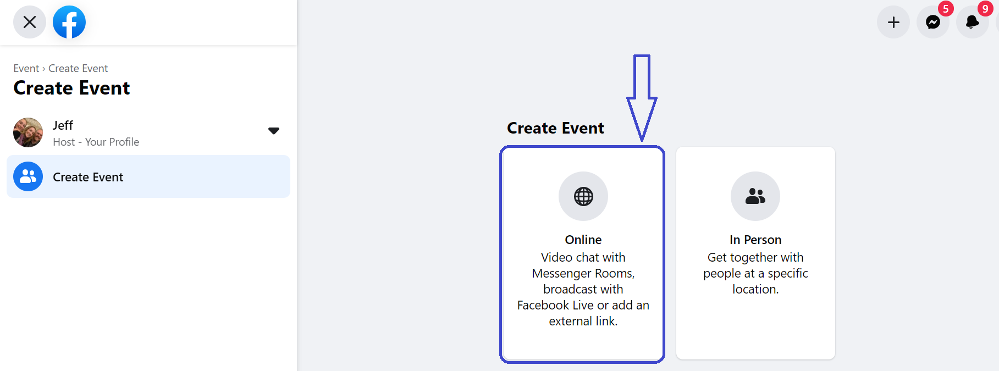 5
9
Event › Create Event
Create Event
Jeff
Host - Your Profile
Create Event
Create Event
Online
Video chat with
Messenger Rooms,
broadcast with
Facebook Live or add an
external link.
In Person
Get together with
people at a specific
location.